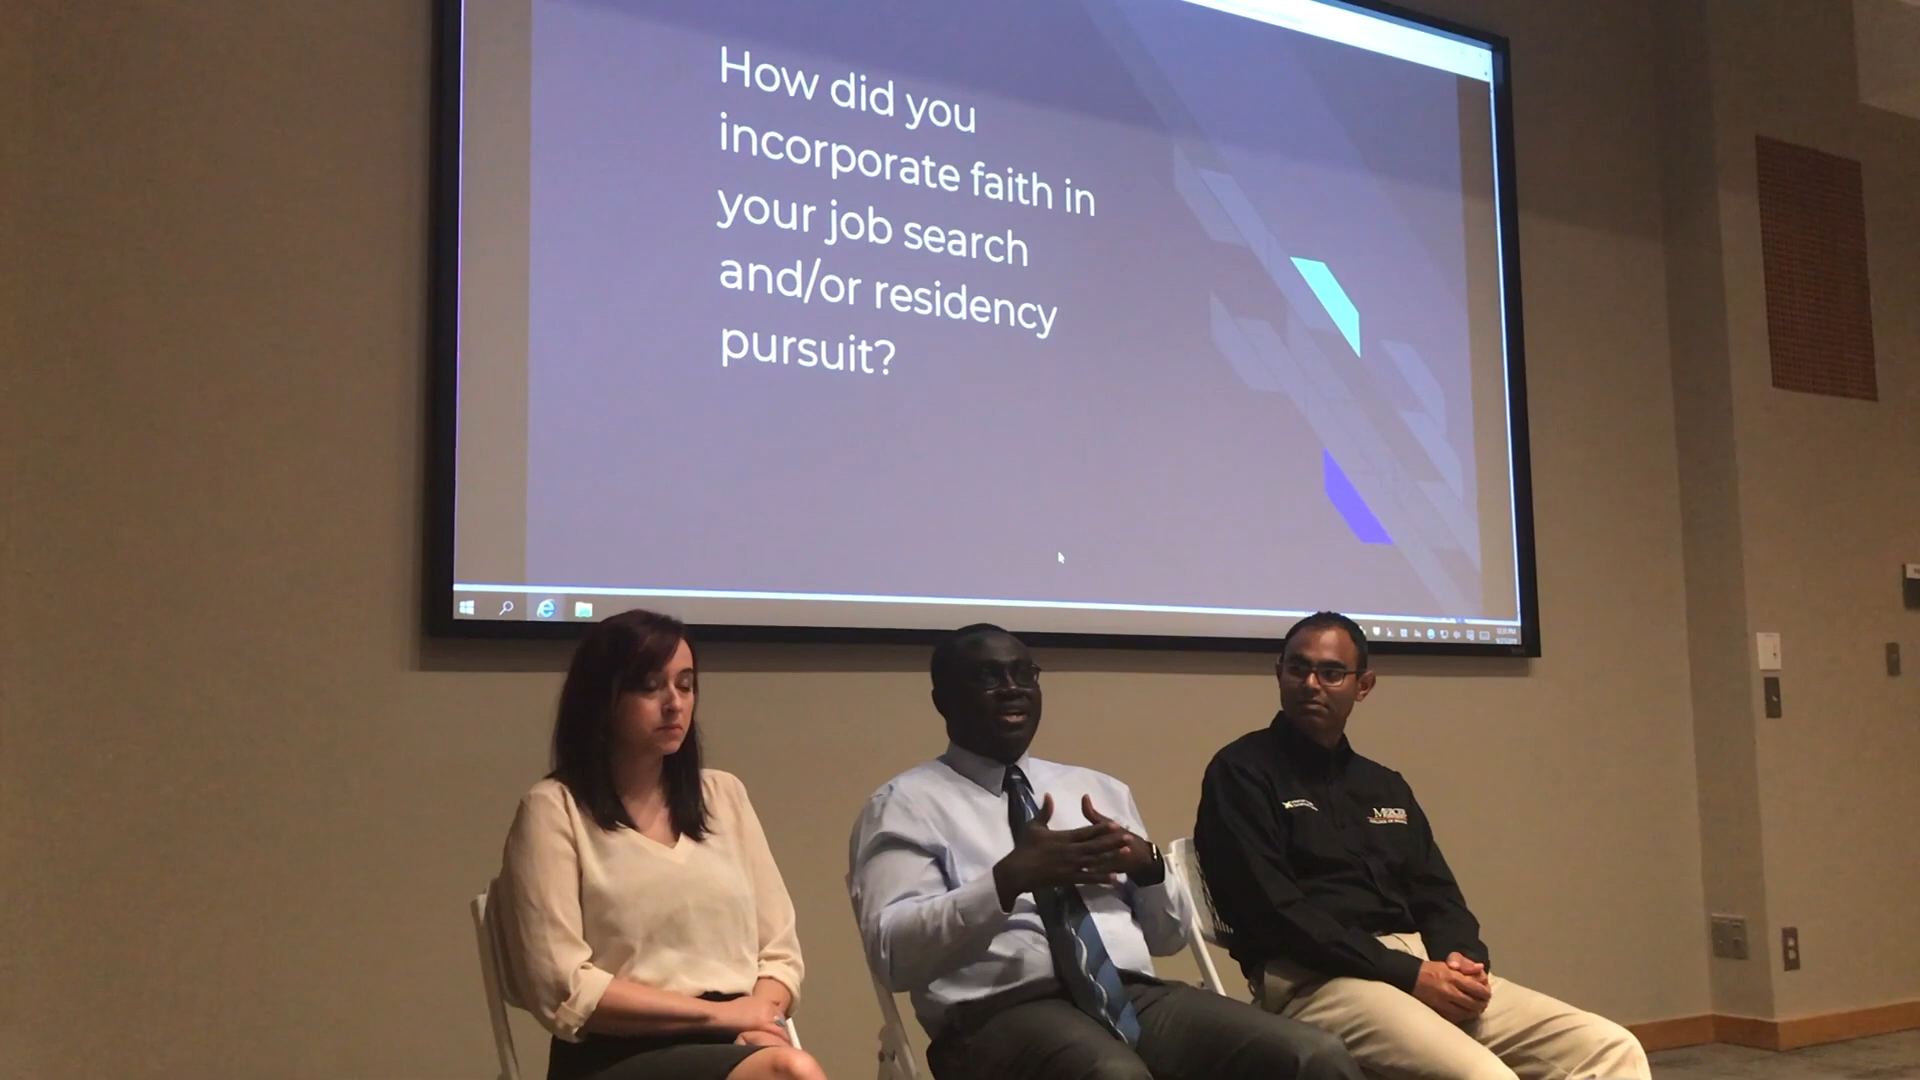 How did you
incorporate faith in
your job search
and/or residency
pursuit?
MERCER